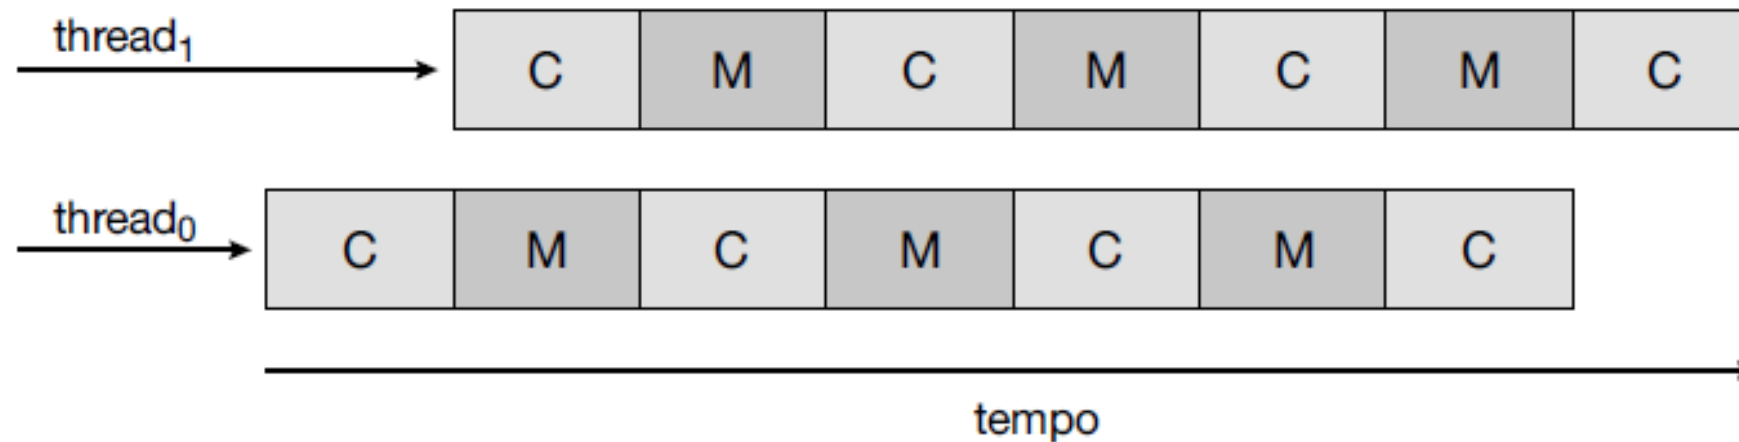 thread₁ C M C M C M C
thread₀ C M C M C M C
tempo